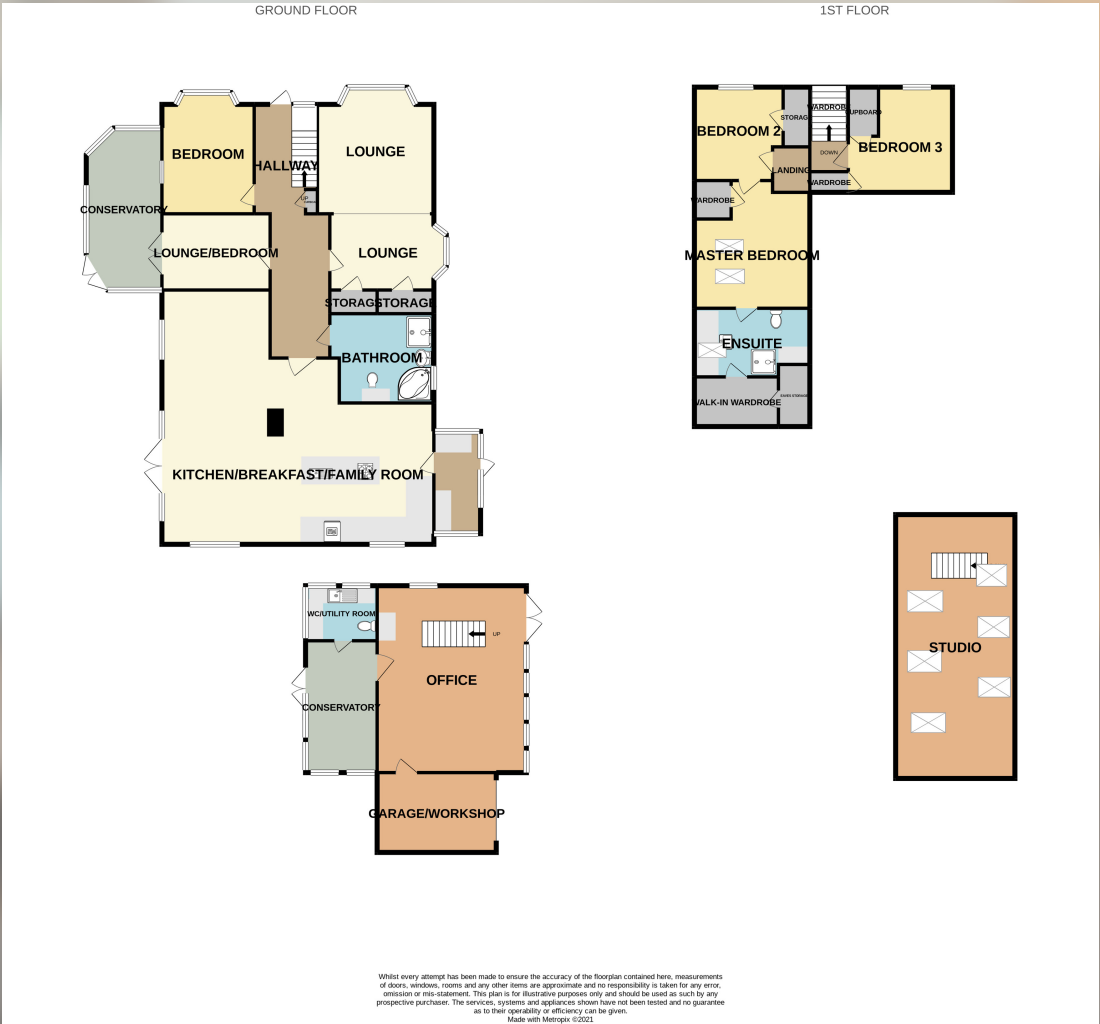 GROUND FLOOR
1ST FLOOR
BEDROOM
HALLWAY
LOUNGE
UP
CONSERVATORY
LOUNGE/BEDROOM
LOUNGE
STORAGE
STORAGE
BATHROOM
KITCHEN/BREAKFAST/FAMILY ROOM
WARDROBE
STORAGE
CUPBOARD
BEDROOM 2
DOWN
BEDROOM 3
LANDING
WARDROBE
WARDROBE
MASTER BEDROOM
ENSUITE
WALK-IN WARDROBE
EAVES STORAGE
WC/UTILITY ROOM
UP
OFFICE
CONSERVATORY
GARAGE/WORKSHOP
STUDIO
Whilst every attempt has been made to ensure the accuracy of the floorplan contained here, measurements
of doors, windows, rooms and any other items are approximate and no responsibility is taken for any error,
omission or mis-statement. This plan is for illustrative purposes only and should be used as such by any
prospective purchaser. The services, systems and appliances shown have not been tested and no guarantee
as to their operability or efficiency can be given.
Made with Metropix ©2021